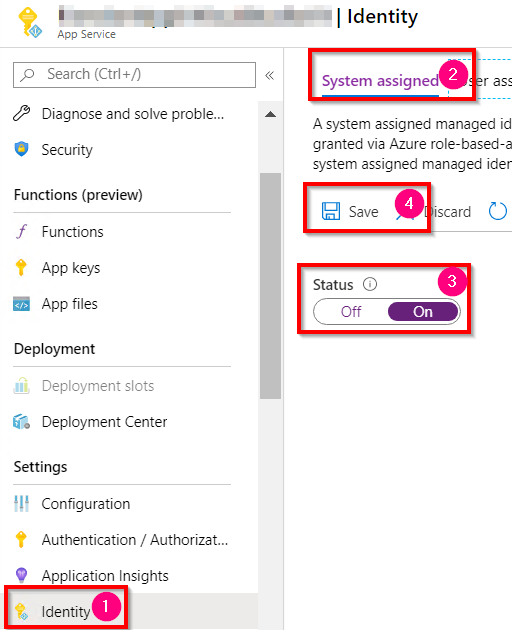 | Identity
App Service
Search (Ctrl+/)
«
Diagnose and solve proble...
Security
Functions (preview)
Functions
App keys
App files
Deployment
Deployment slots
Deployment Center
Settings
Configuration
Authentication / Authorizat...
Application Insights
Identity 1
System assigned 2 ser ass
A system assigned managed id
granted via Azure role-based-a
system assigned managed iden
Save 4 Discard
Status 3
Off On